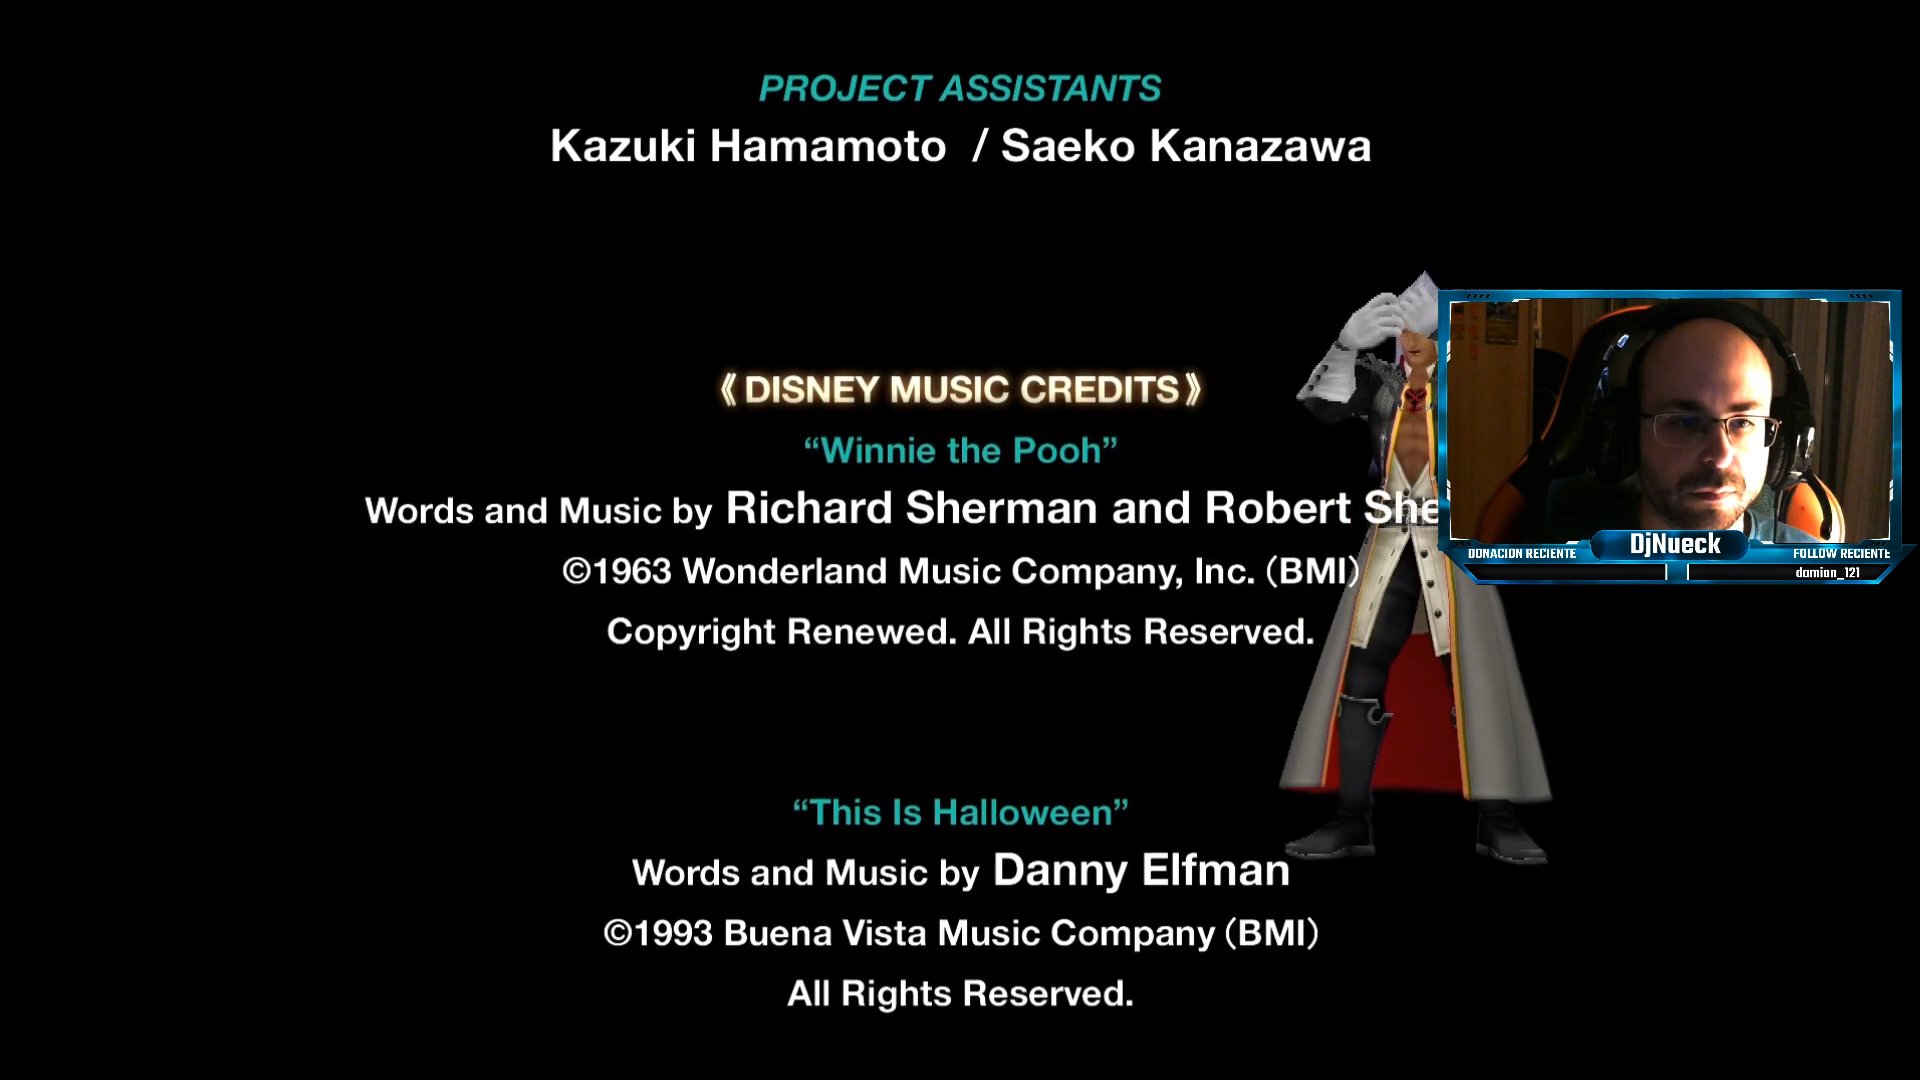 PROJECT ASSISTANTS
Kazuki Hamamoto / Saeko Kanazawa
《DISNEY MUSIC CREDITS》
“Winnie the Pooh”
Words and Music by Richard Sherman and Robert She
©1963 Wonderland Music Company, Inc. (BMI)
Copyright Renewed. All Rights Reserved.
DjNueck
DONACION RECIENTE
FOLLOW RECIENTE
damian_121
“This Is Halloween”
Words and Music by Danny Elfman
©1993 Buena Vista Music Company (BMI)
All Rights Reserved.